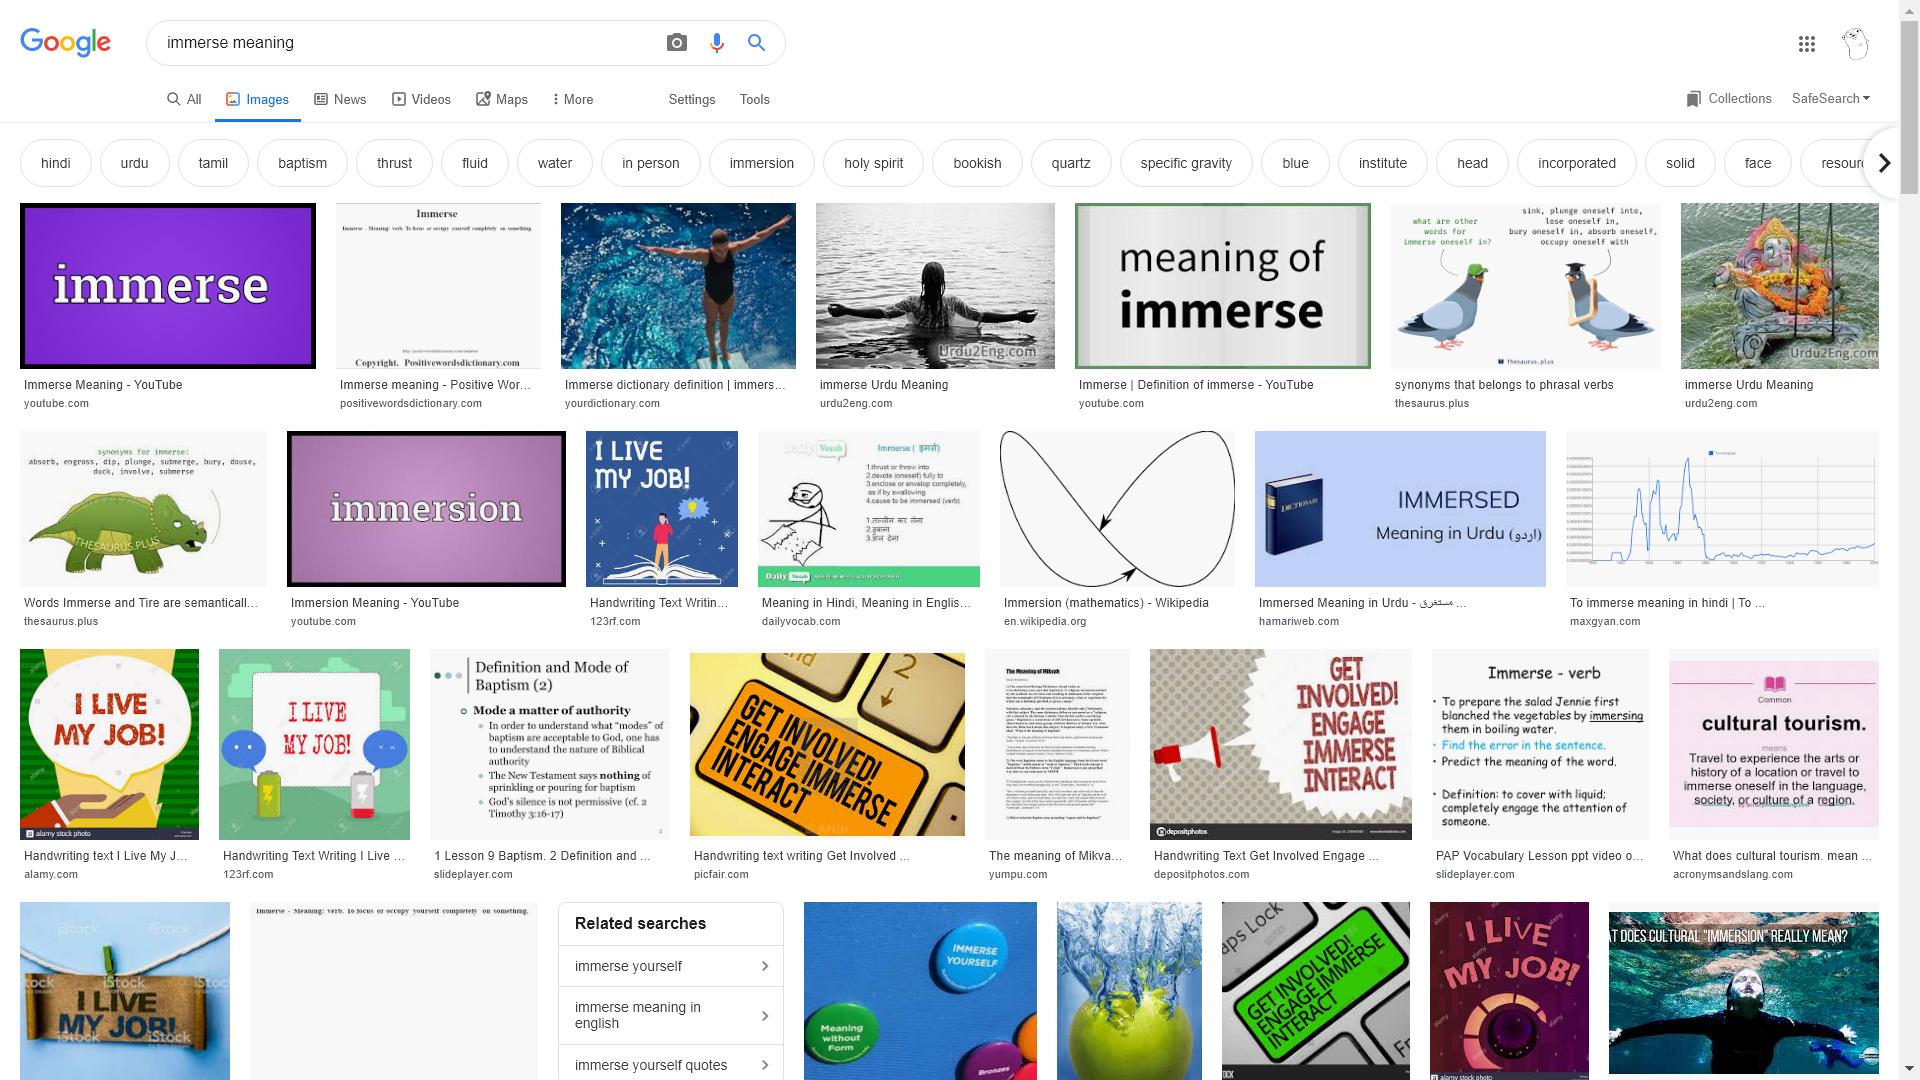 Google
immerse meaning
All
Images
News
Videos
Maps
More
Settings
Tools
Collections
SafeSearch
hindi
urdu
tamil
baptism
thrust
fluid
water
in person
immersion
holy spirit
bookish
quartz
specific gravity
blue
institute
head
incorporated
solid
face
immerse
Immerse
Immerse - Meaning: verb. To focus or occupy yourself completely on something.
Copyright. Positivewordsdictionary.com
Urdu2Eng.com
meaning of
immerse
what are other
words for
immerse oneself in?
sink, plunge oneself into,
lose oneself in,
bury oneself in, absorb oneself,
occupy oneself with
Thesaurus.plus
Urdu2Eng.com
Immerse Meaning - YouTube
youtube.com
Immerse meaning - Positive Wor...
positivewordsdictionary.com
Immerse dictionary definition | immers...
yourdictionary.com
immerse Urdu Meaning
urdu2eng.com
Immerse | Definition of immerse - YouTube
youtube.com
synonyms that belongs to phrasal verbs
thesaurus.plus
immerse Urdu Meaning
urdu2eng.com
synonyms for immerse:
absorb, engross, dip, plunge, submerge, bury, douse,
duck, involve, submerse
THESAURUS.PLUS
immersion
I LIVE
MY JOB!
Daily Vocab
Immerse ( इमर्स)
1.thrust or throw into
2.devote (oneself) fully to
3.enclose or envelop completely,
as if by swallowing
4.cause to be immersed (verb)
1.तल्लीन कर लेना
2.डुबाना
3.डाल देना
Daily Vocab
DICTIONARY
IMMERSED
Meaning in Urdu (اردو)
To immerse
Words Immerse and Tire are semanticall...
thesaurus.plus
Immersion Meaning - YouTube
youtube.com
Handwriting Text Writin...
123rf.com
Meaning in Hindi, Meaning in Englis...
dailyvocab.com
Immersion (mathematics) - Wikipedia
en.wikipedia.org
Immersed Meaning in Urdu - مستغرق ...
hamariweb.com
To immerse meaning in hindi | To ...
maxgyan.com
I LIVE
MY JOB!
alamy stock photo
I LIVE
MY JOB!
Definition and Mode of
Baptism (2)
Mode a matter of authority
In order to understand what “modes” of
baptism are acceptable to God, one has
to understand the nature of Biblical
authority
The New Testament says nothing of
sprinkling or pouring for baptism
God’s silence is not permissive (cf. 2
Timothy 3:16-17)
end
2
GET INVOLVED!
ENGAGE IMMERSE
INTERACT
The Meaning of Mikvah
GET
INVOLVED!
ENGAGE
IMMERSE
INTERACT
depositphotos
Immerse - verb
• To prepare the salad Jennie first
blanched the vegetables by immersing
them in boiling water.
• Find the error in the sentence.
• Predict the meaning of the word.
• Definition: to cover with liquid;
completely engage the attention of
someone.
Common
cultural tourism.
means
Travel to experience the arts or
history of a location or travel to
immerse oneself in the language,
society, or culture of a region.
Handwriting text I Live My J...
alamy.com
Handwriting Text Writing I Live ...
123rf.com
1 Lesson 9 Baptism. 2 Definition and ...
slideplayer.com
Handwriting text writing Get Involved ...
picfair.com
The meaning of Mikva...
yumpu.com
Handwriting Text Get Involved Engage ...
depositphotos.com
PAP Vocabulary Lesson ppt video o...
slideplayer.com
What does cultural tourism. mean ...
acronymsandslang.com
iStock
I LIVE
MY JOB!
Immerse - Meaning: verb. To focus or occupy yourself completely on something.
Related searches
immerse yourself
immerse meaning in
english
immerse yourself quotes
IMMERSE
YOURSELF
Meaning
without
Form
Bronzes
aps Lock
GET INVOLVED!
ENGAGE IMMERSE
INTERACT
I LIVE
MY JOB!
alamy stock photo
AT DOES CULTURAL "IMMERSION" REALLY MEAN?